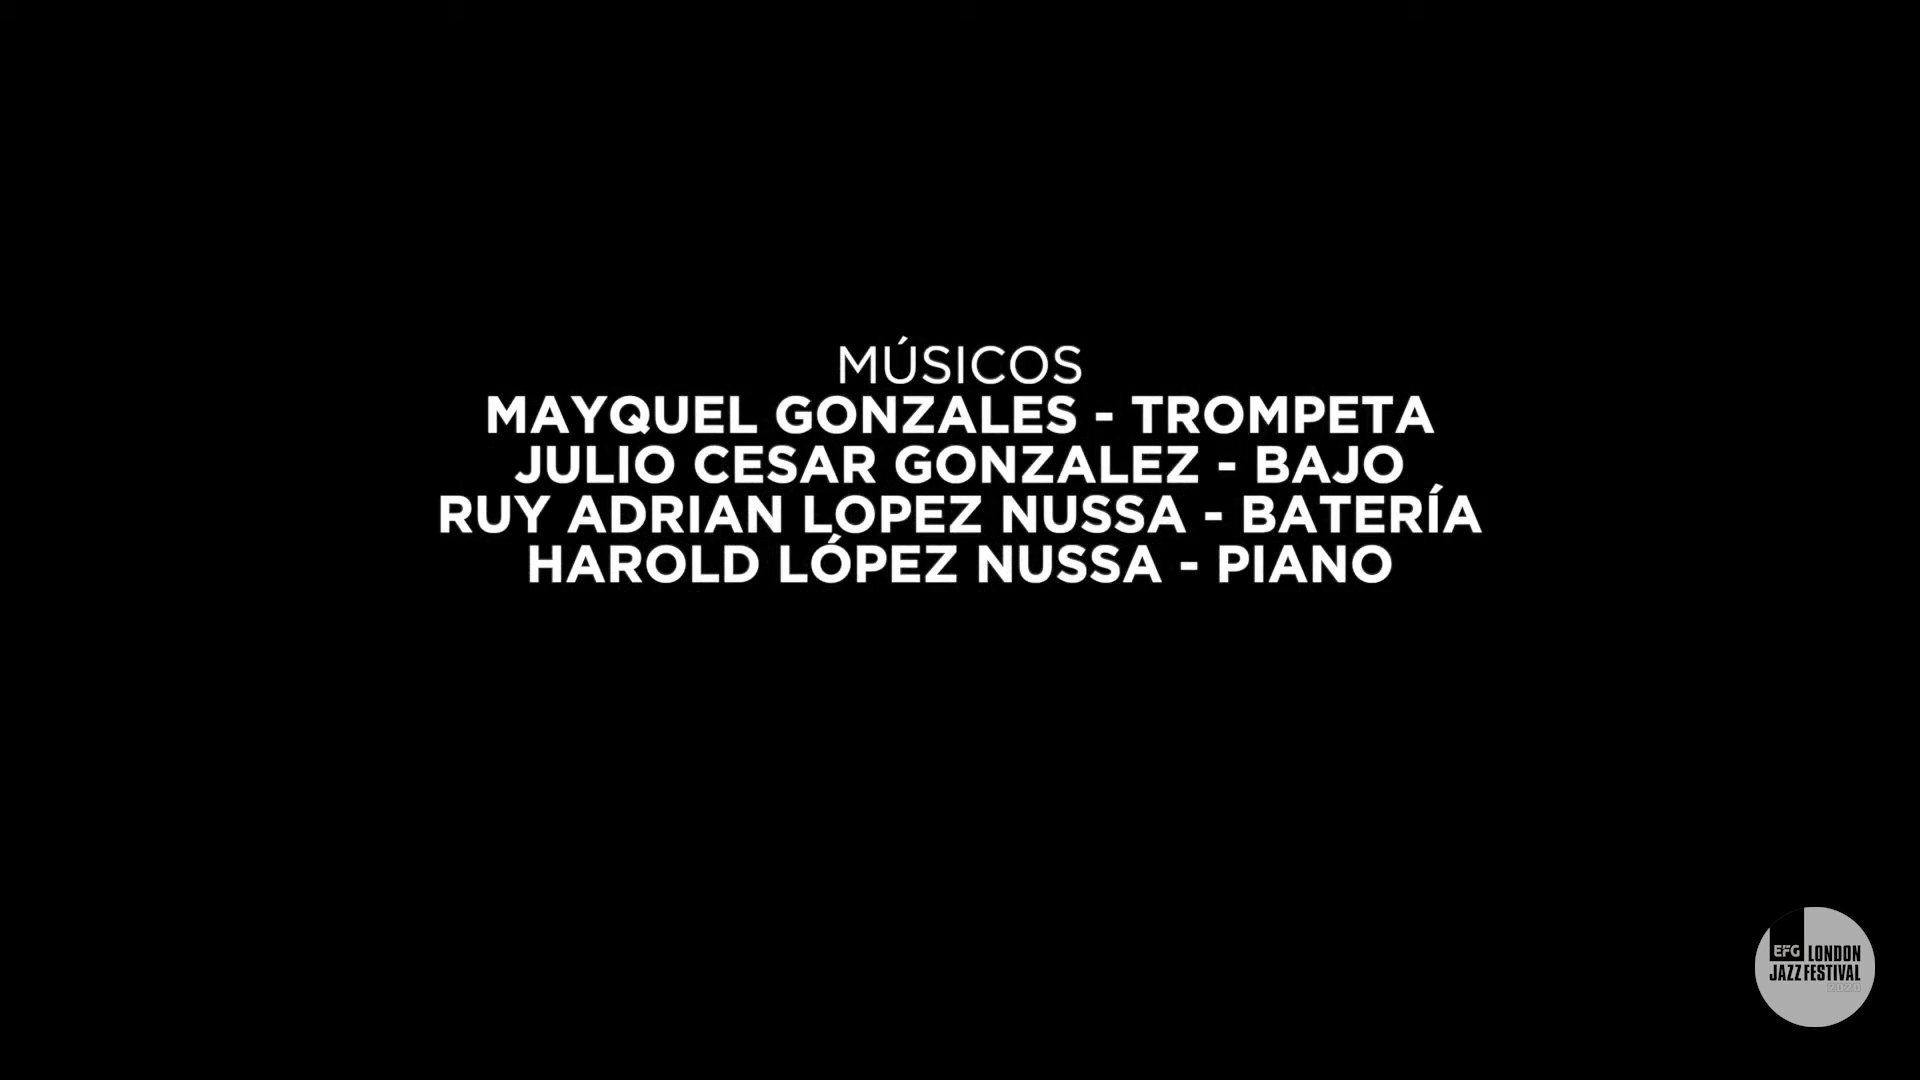 MÚSICOS
MAYQUEL GONZALES - TROMPETA
JULIO CESAR GONZALEZ - BAJO
RUY ADRIAN LOPEZ NUSSA - BATERÍA
HAROLD LÓPEZ NUSSA - PIANO
EFG LONDON
JAZZ FESTIVAL
2020